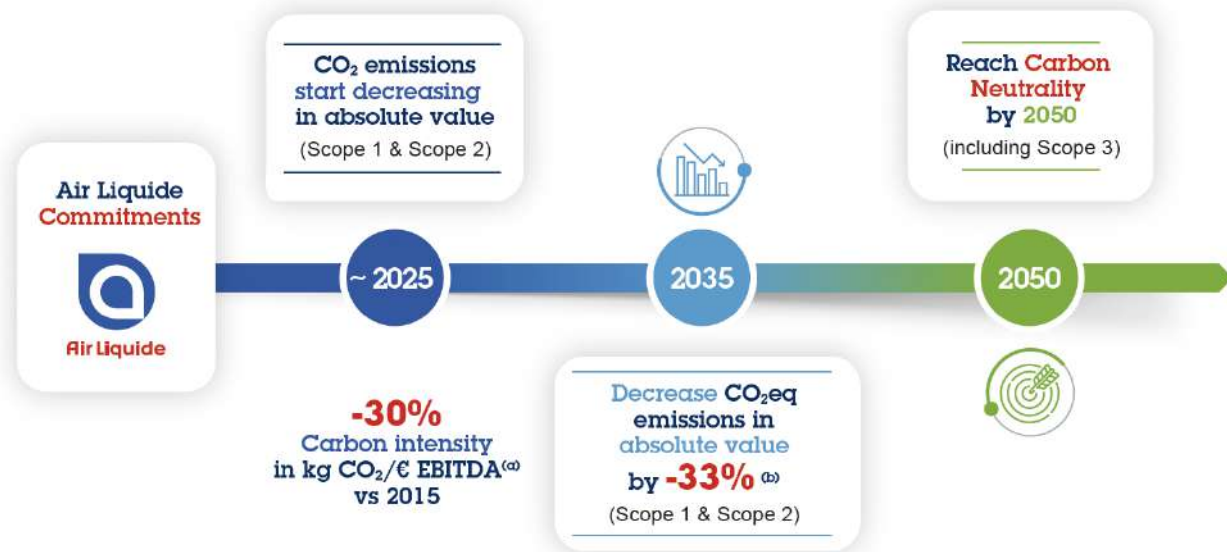 Air Liquide
Commitments
Air Liquide
CO₂ emissions
start decreasing
in absolute value
(Scope 1 & Scope 2)
~ 2025
-30%
Carbon intensity
in kg CO₂/€ EBITDA⁽ᵃ⁾
vs 2015
2035
Decrease CO₂eq
emissions in
absolute value
by -33% ⁽ᵇ⁾
(Scope 1 & Scope 2)
Reach Carbon
Neutrality
by 2050
(including Scope 3)
2050